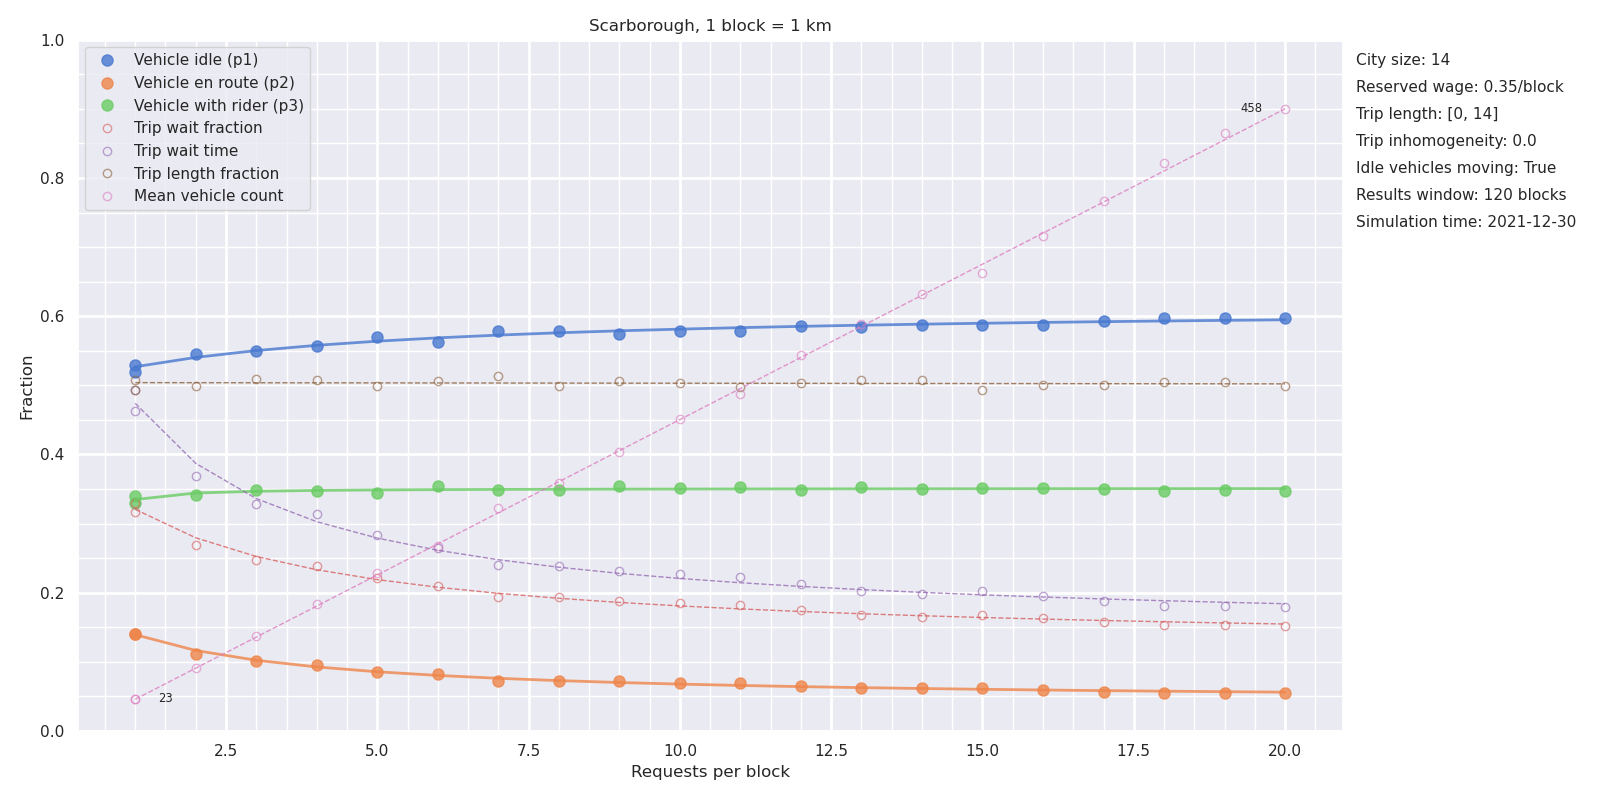 Scarborough, 1 block = 1 km
1.0
0.8
0.6
0.4
0.2
0.0
Fraction
Vehicle idle (p1)
Vehicle en route (p2)
Vehicle with rider (p3)
Trip wait fraction
Trip wait time
Trip length fraction
Mean vehicle count
458
23
2.5 5.0 7.5 10.0 12.5 15.0 17.5 20.0
Requests per block
City size: 14
Reserved wage: 0.35/block
Trip length: [0, 14]
Trip inhomogeneity: 0.0
Idle vehicles moving: True
Results window: 120 blocks
Simulation time: 2021-12-30